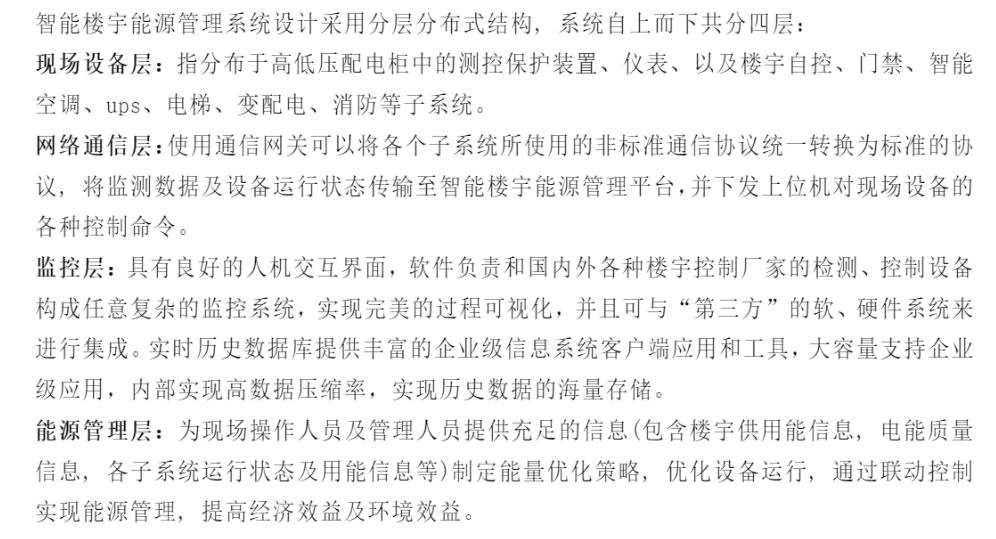 智能楼宇能源管理系统设计采用分层分布式结构, 系统自上而下共分四层:
现场设备层: 指分布于高低压配电柜中的测控保护装置、仪表、以及楼宇自控、门禁、智能
空调、ups、电梯、变配电、消防等子系统。
网络通信层:使用通信网关可以将各个子系统所使用的非标准通信协议统一转换为标准的协
议, 将监测数据及设备运行状态传输至智能楼宇能源管理平台,并下发上位机对现场设备的
各种控制命令。
监控层: 具有良好的人机交互界面,软件负责和国内外各种楼宇控制厂家的检测、控制设备
构成任意复杂的监控系统, 实现完美的过程可视化, 并且可与“第三方”的软、硬件系统来
进行集成。实时历史数据库提供丰富的企业级信息系统客户端应用和工具,大容量支持企业
级应用, 内部实现高数据压缩率, 实现历史数据的海量存储。
能源管理层: 为现场操作人员及管理人员提供充足的信息(包含楼宇供用能信息, 电能质量
信息, 各子系统运行状态及用能信息等)制定能量优化策略, 优化设备运行, 通过联动控制
实现能源管理, 提高经济效益及环境效益。